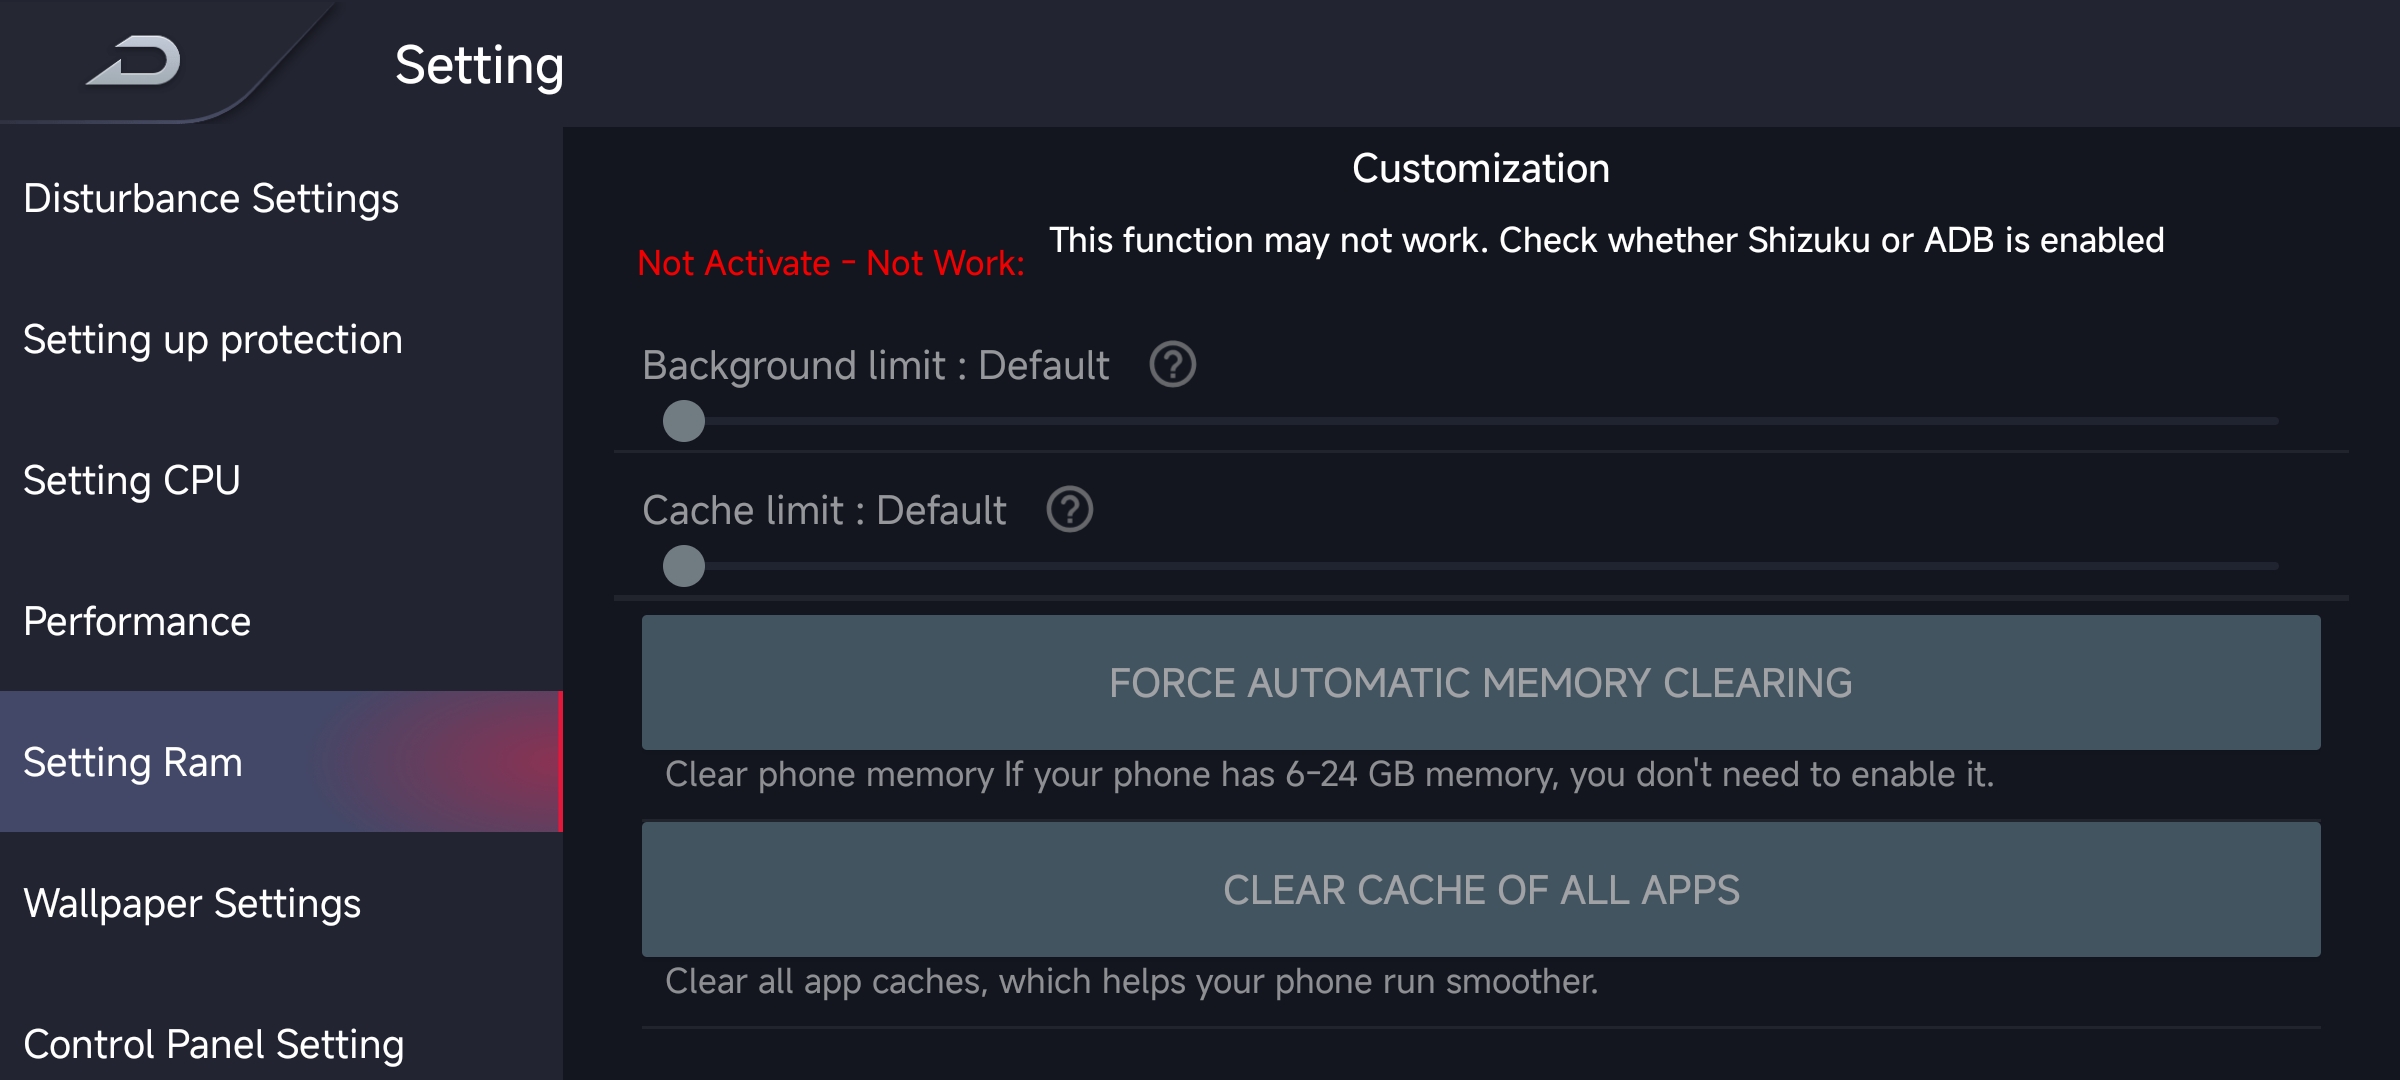 Setting
Disturbance Settings
Setting up protection
Setting CPU
Performance
Setting Ram
Wallpaper Settings
Control Panel Setting
Customization
Not Activate - Not Work:
This function may not work. Check whether Shizuku or ADB is enabled
Background limit : Default
Cache limit : Default
FORCE AUTOMATIC MEMORY CLEARING
Clear phone memory If your phone has 6-24 GB memory, you don't need to enable it.
CLEAR CACHE OF ALL APPS
Clear all app caches, which helps your phone run smoother.